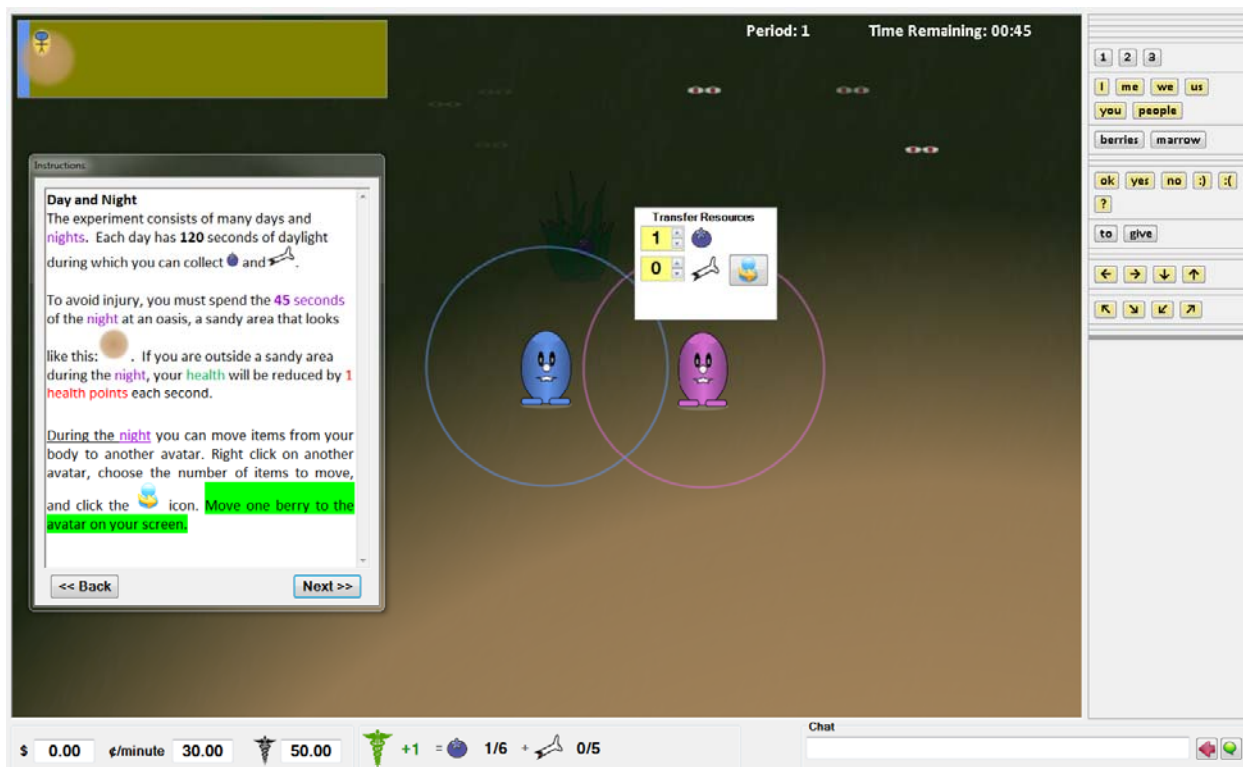 Period: 1
Time Remaining: 00:45
Instructions
Day and Night
The experiment consists of many days and
nights. Each day has 120 seconds of daylight
during which you can collect and .
To avoid injury, you must spend the 45 seconds
of the night at an oasis, a sandy area that looks
like this: . If you are outside a sandy area
during the night, your health will be reduced by 1
health points each second.
During the night you can move items from your
body to another avatar. Right click on another
avatar, choose the number of items to move,
and click the icon. Move one berry to the
avatar on your screen.
<< Back
Next >>
Transfer Resources
1
0
1 2 3
I me we us
you people
berries marrow
ok yes no :) :(
?
to give
← → ↓ ↑
↖ ↘ ↙ ↗
$ 0.00 ¢/minute 30.00 50.00 +1 = 1/6 + 0/5
Chat